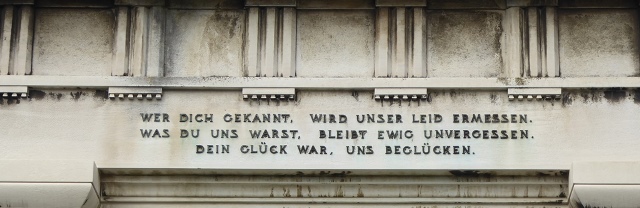 WER DICH GEKANNT, WIRD UNSER LEID ERMESSEN.
WAS DU UNS WARST, BLEIBT EWIG UNVERGESSEN.
DEIN GLÜCK WAR, UNS BEGLÜCKEN.